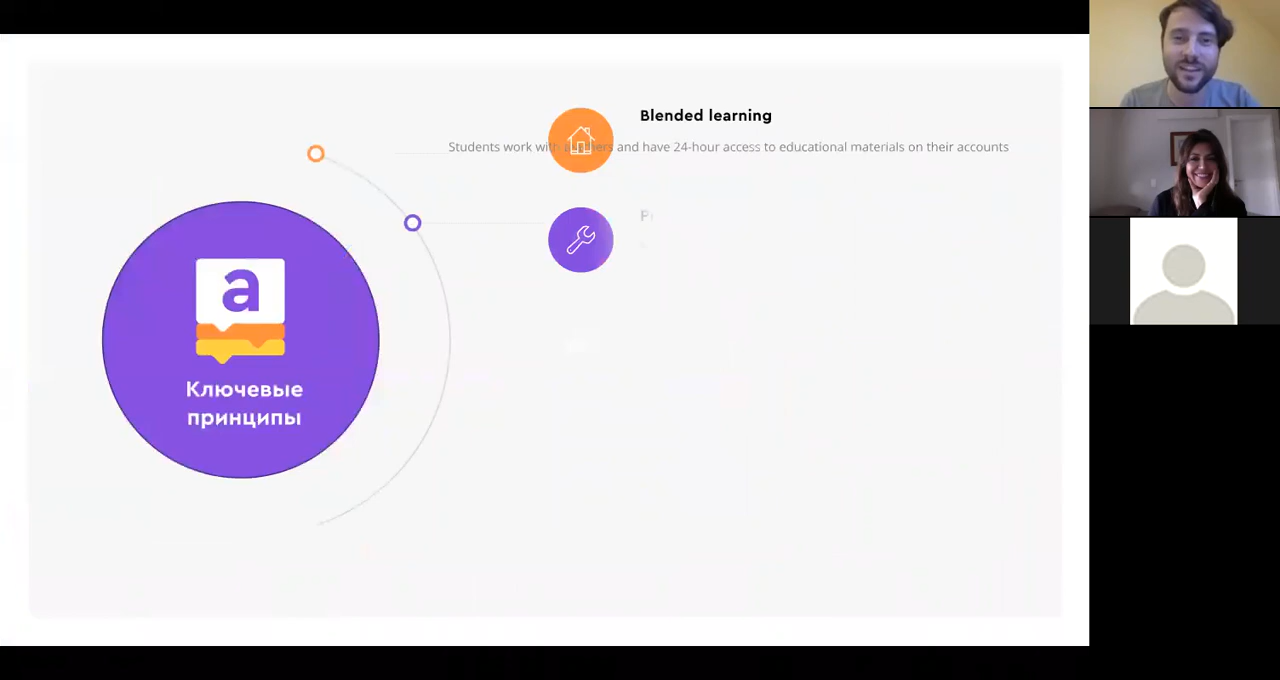 a
Ключевые
принципы
Blended learning
Students work with and have 24-hour access to educational materials on their accounts